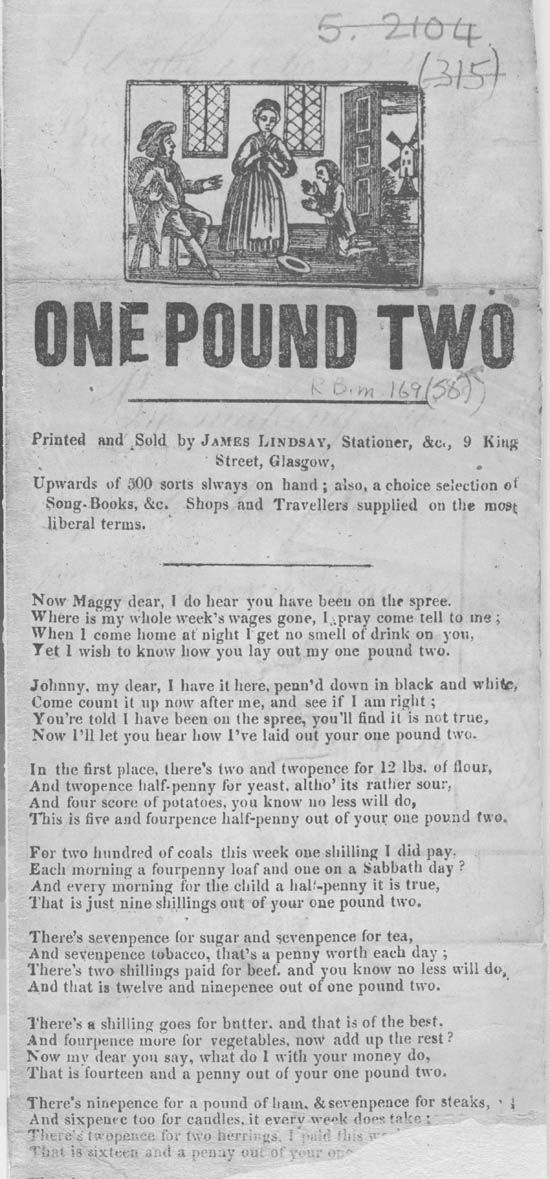 5. 2104
(315)
ONE POUND TWO
R.B.m. 169(58)
Printed and Sold by JAMES LINDSAY, Stationer, &c., 9 King
Street, Glasgow,
Upwards of 500 sorts slways on hand; also, a choice selection of
Song-Books, &c. Shops and Travellers supplied on the most
liberal terms.
Now Maggy dear, I do hear you have been on the spree.
Where is my whole week's wages gone, I pray come tell to me;
When I come home at night I get no smell of drink on you,
Yet I wish to know how you lay out my one pound two.
Johnny, my dear, I have it here, penn'd down in black and white,
Come count it up now after me, and see if I am right;
You're told I have been on the spree, you'll find it is not true,
Now I'll let you hear how I've laid out your one pound two.
In the first place, there's two and twopence for 12 lbs. of flour,
And twopence half-penny for yeast, altho' its rather sour,
And four score of potatoes, you know no less will do,
This is five and fourpence half-penny out of your one pound two.
For two hundred of coals this week one shilling I did pay.
Each morning a fourpenny loaf and one on a Sabbath day?
And every morning for the child a half-penny it is true,
That is just nine shillings out of your one pound two.
There's sevenpence for sugar and sevenpence for tea,
And sevenpence tobacco, that's a penny worth each day;
There's two shillings paid for beef, and you know no less will do,
And that is twelve and ninepenee out of one pound two.
There's a shilling goes for butter, and that is of the best,
And fourpence more for vegetables, now add up the rest?
Now my dear you say, what do I with your money do,
That is fourteen and a penny out of your one pound two.
There's ninepence for a pound of ham, & sevenpence for steaks,
And sixpence too for candles, it every week does take;
There's twopence for two herrings, I paid this
That is sixteen and a penny out of your one